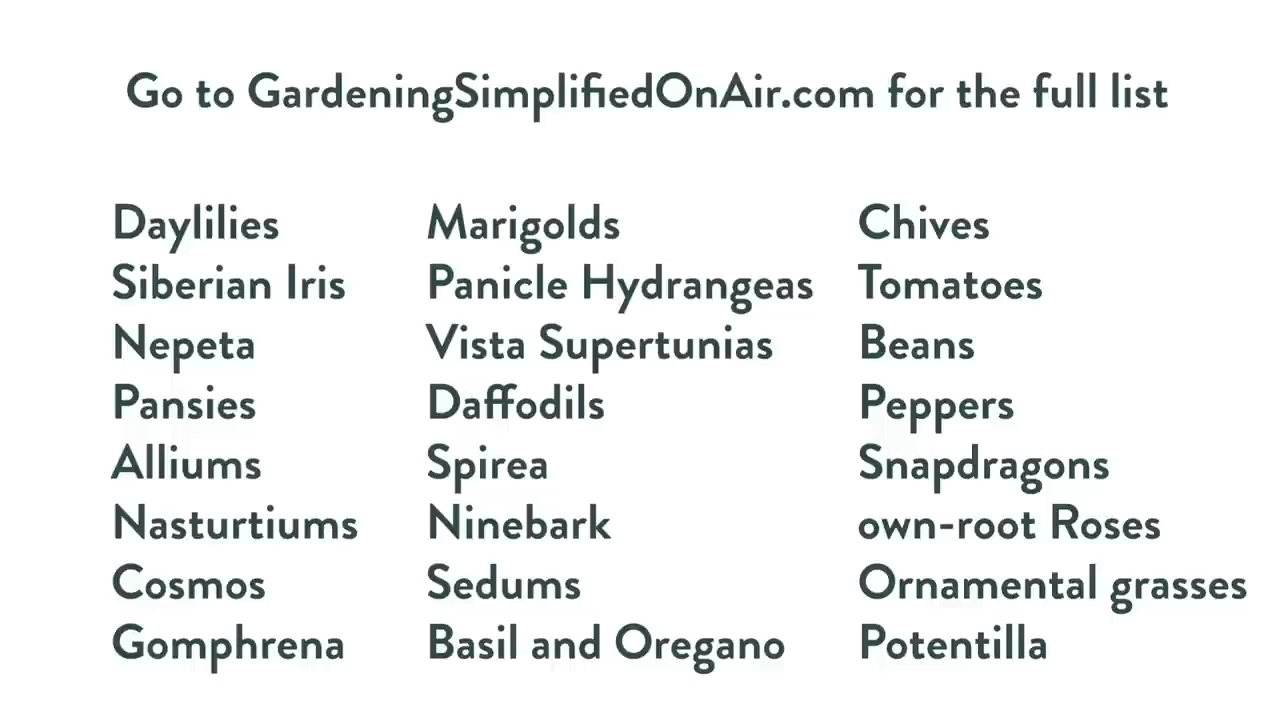 Go to GardeningSimplifiedOnAir.com for the full list
Daylilies
Siberian Iris
Nepeta
Pansies
Alliums
Nasturtiums
Cosmos
Gomphrena
Marigolds
Panicle Hydrangeas
Vista Supertunias
Daffodils
Spirea
Ninebark
Sedums
Basil and Oregano
Chives
Tomatoes
Beans
Peppers
Snapdragons
own-root Roses
Ornamental grasses
Potentilla